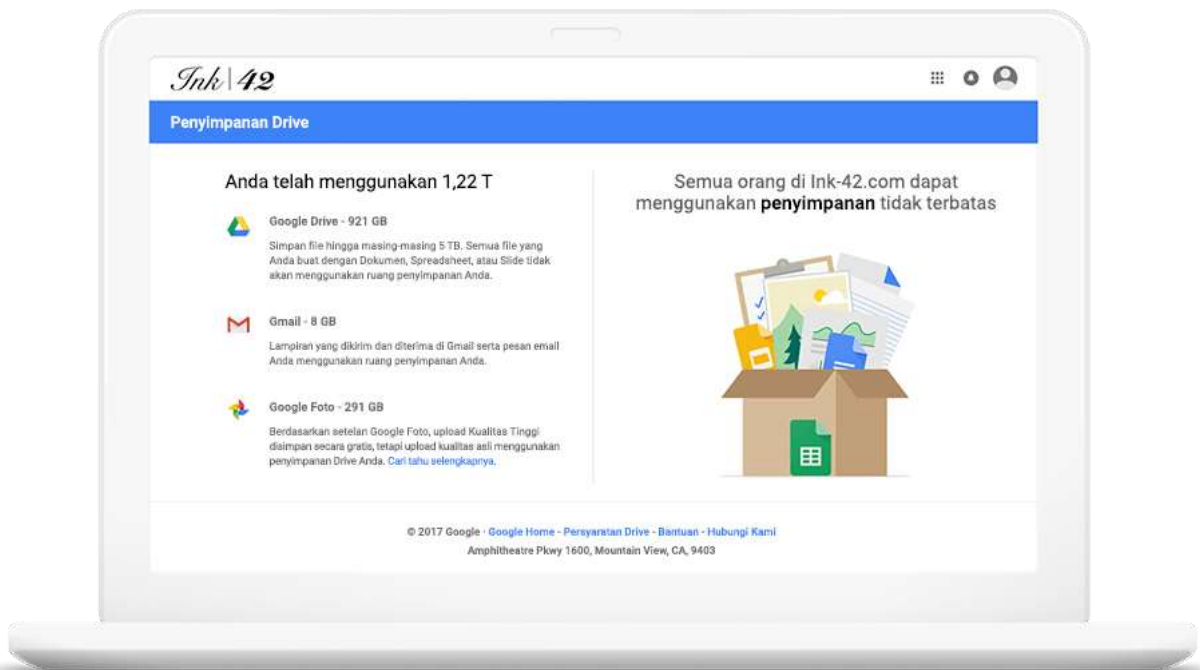 Ink | 42
Penyimpanan Drive
Anda telah menggunakan 1,22 T
Google Drive - 921 GB
Simpan file hingga masing-masing 5 TB. Semua file yang
Anda buat dengan Dokumen, Spreadsheet, atau Slide tidak
akan menggunakan ruang penyimpanan Anda.
Gmail - 8 GB
Lampiran yang dikirim dan diterima di Gmail serta pesan email
Anda menggunakan ruang penyimpanan Anda.
Google Foto - 291 GB
Berdasarkan setelan Google Foto, upload Kualitas Tinggi
disimpan secara gratis, tetapi upload kualitas asli menggunakan
penyimpanan Drive Anda. Cari tahu selengkapnya.
Semua orang di Ink-42.com dapat
menggunakan penyimpanan tidak terbatas
© 2017 Google · Google Home - Persyaratan Drive - Bantuan - Hubungi Kami
Amphitheatre Pkwy 1600, Mountain View, CA, 9403